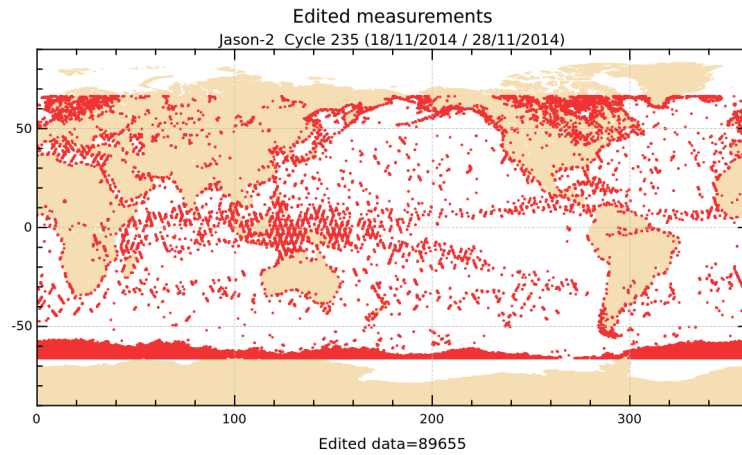 Edited measurements
Jason-2 Cycle 235 (18/11/2014 / 28/11/2014)
50
0
-50
0 100 200 300
Edited data=89655